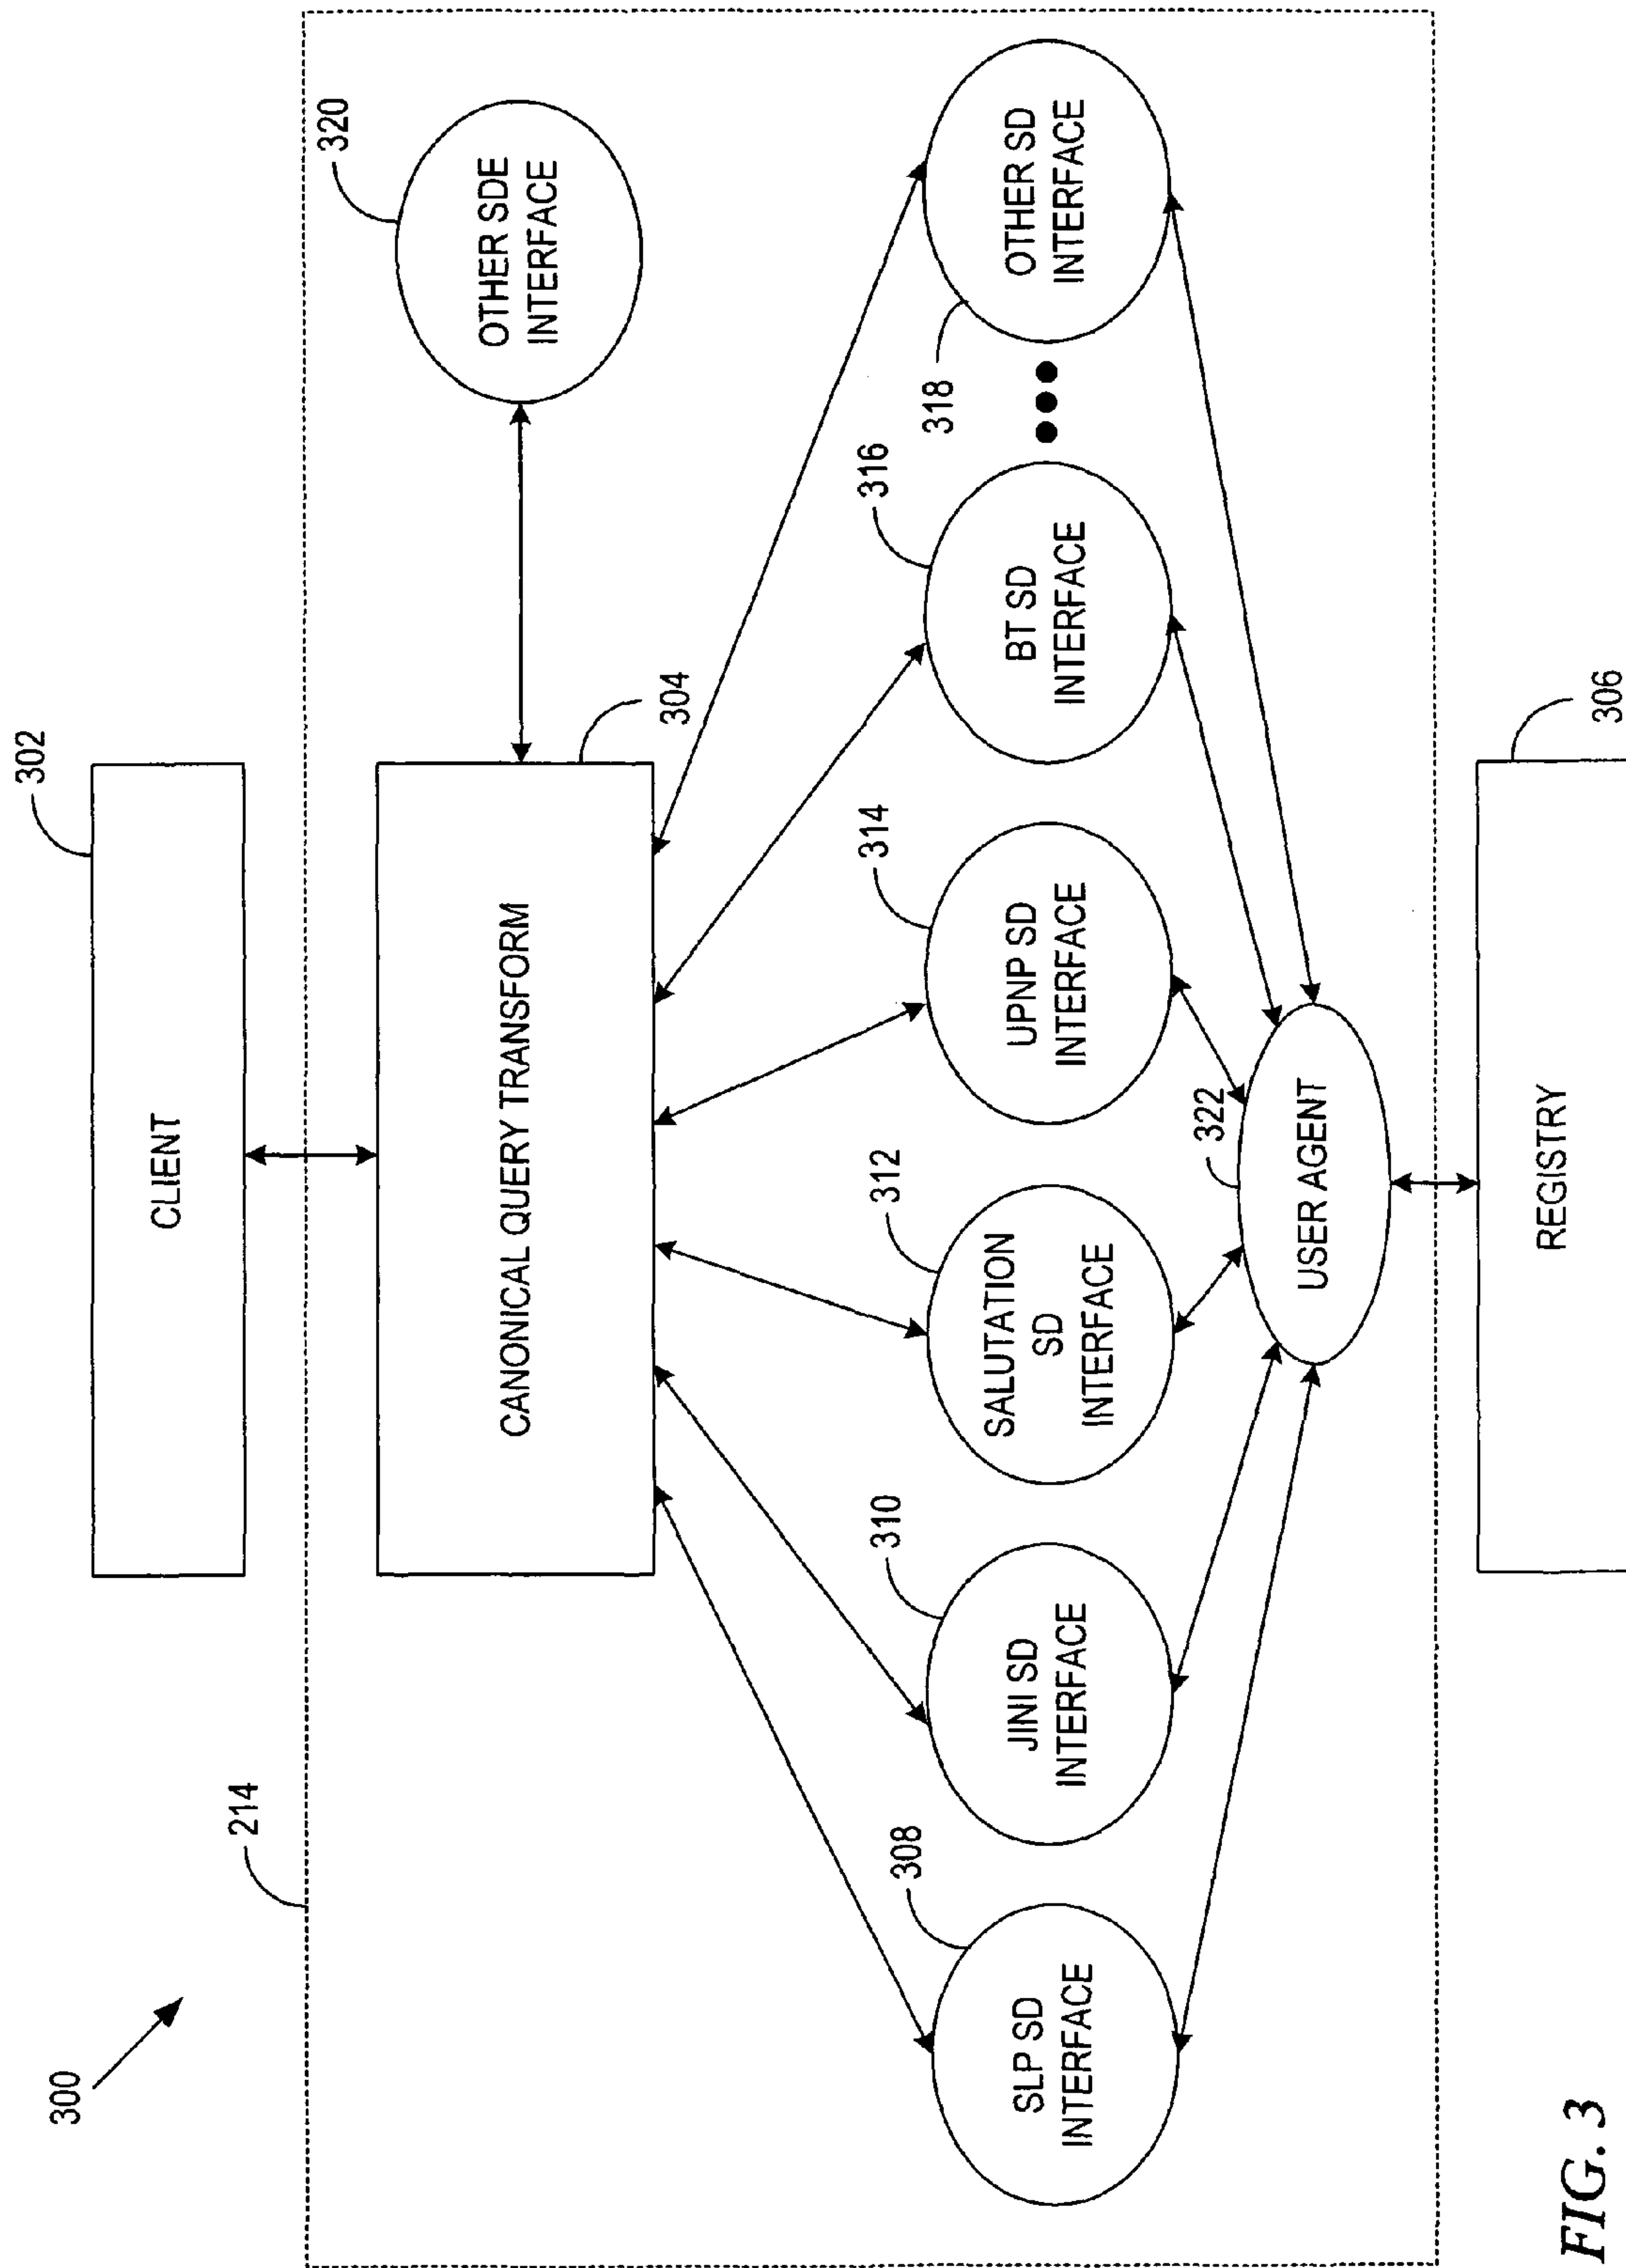 300
302
CLIENT
214
320
OTHER SDE
INTERFACE
CANONICAL QUERY TRANSFORM
304
308
SLP SD
INTERFACE
310
JINI SD
INTERFACE
312
SALUTATION
SD
INTERFACE
314
UPNP SD
INTERFACE
316
BT SD
INTERFACE
318
OTHER SD
INTERFACE
322
USER AGENT
306
REGISTRY
FIG. 3